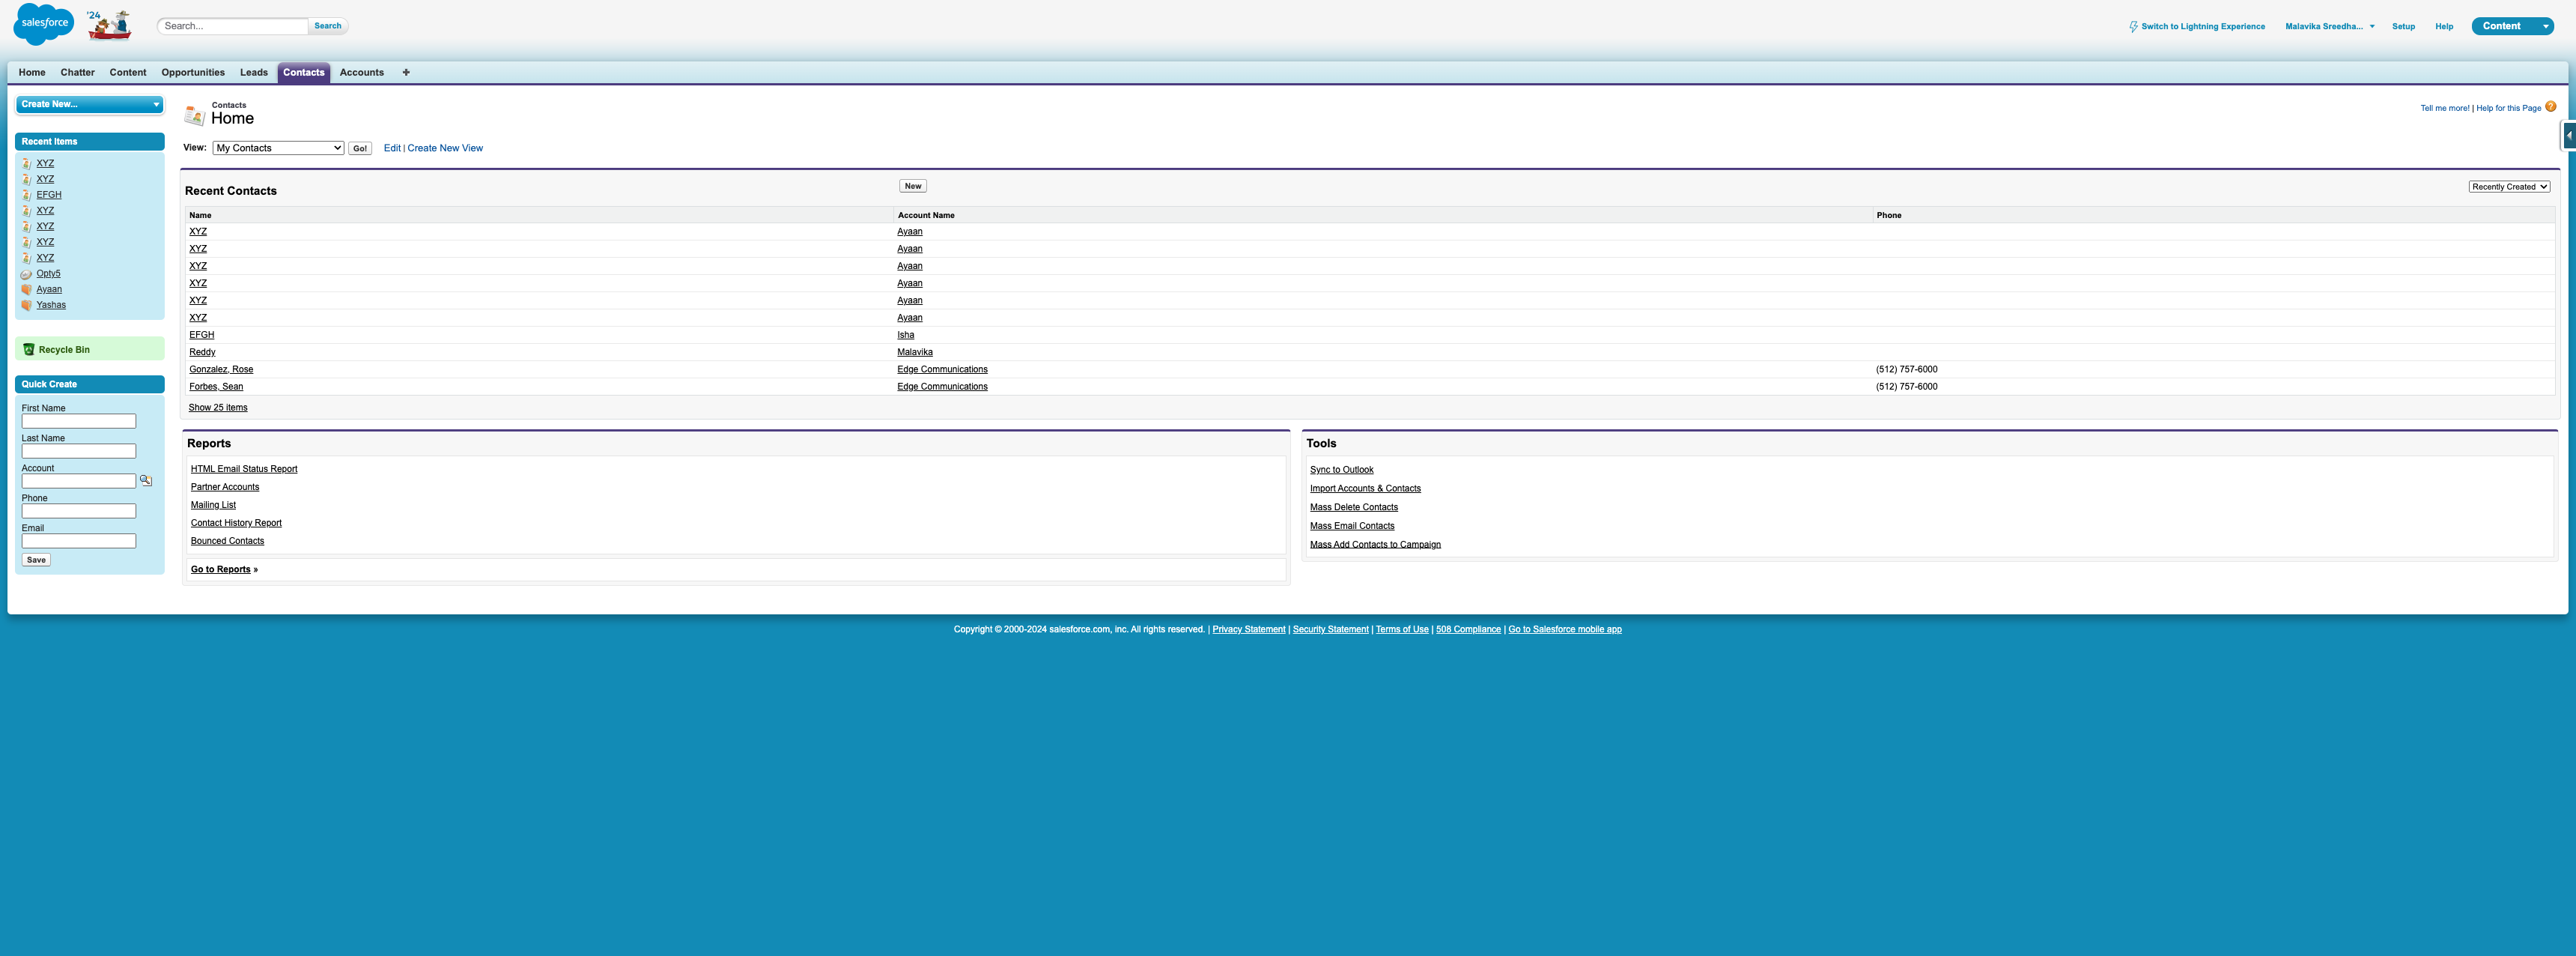 salesforce
'24
Search...
Search
Switch to Lightning Experience
Malavika Sreedha...
Setup
Help
Content
Home
Chatter
Content
Opportunities
Leads
Contacts
Accounts
+
Create New...
Recent Items
XYZ
XYZ
EFGH
XYZ
XYZ
XYZ
XYZ
Opty5
Ayaan
Yashas
Recycle Bin
Quick Create
First Name
Last Name
Account
Phone
Email
Save
Contacts
Home
Tell me more! | Help for this Page
?
View: My Contacts Go! Edit | Create New View
Recent Contacts
New
Recently Created
Name Account Name Phone
XYZ Ayaan
XYZ Ayaan
XYZ Ayaan
XYZ Ayaan
XYZ Ayaan
XYZ Ayaan
EFGH Isha
Reddy Malavika
Gonzalez, Rose Edge Communications (512) 757-6000
Forbes, Sean Edge Communications (512) 757-6000
Show 25 items
Reports
HTML Email Status Report
Partner Accounts
Mailing List
Contact History Report
Bounced Contacts
Go to Reports »
Tools
Sync to Outlook
Import Accounts & Contacts
Mass Delete Contacts
Mass Email Contacts
Mass Add Contacts to Campaign
Copyright © 2000-2024 salesforce.com, inc. All rights reserved. | Privacy Statement | Security Statement | Terms of Use | 508 Compliance | Go to Salesforce mobile app